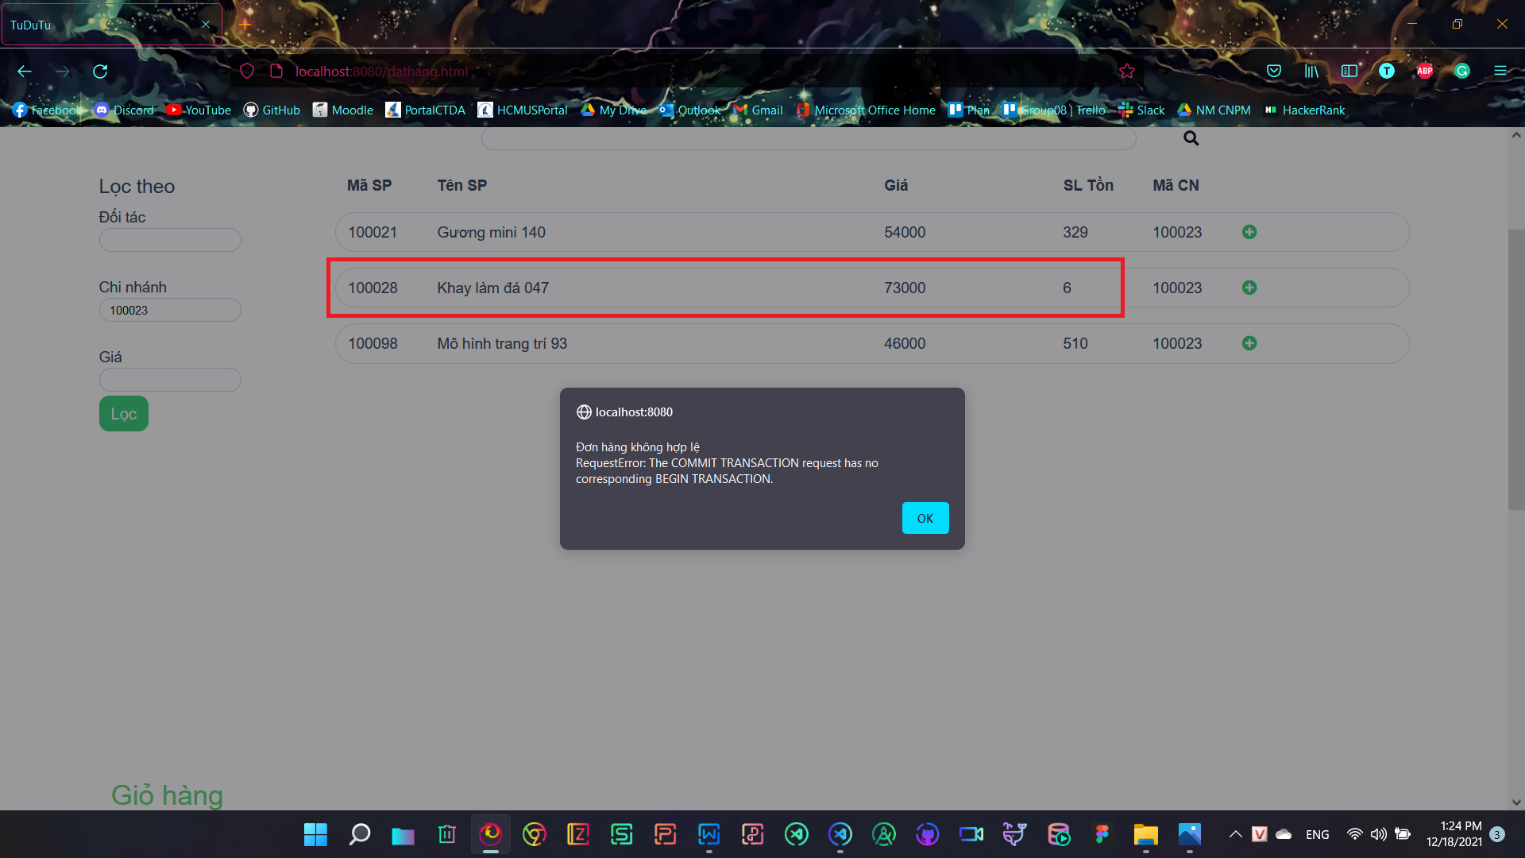 TuDuTu
localhost:8080/dathang.html
T
ABP
Facebook Discord YouTube GitHub Moodle PortalCTDA HCMUSPortal My Drive Outlook Gmail Microsoft Office Home Plan Group08 | Trello Slack NM CNPM HackerRank
Lọc theo
Đối tác
Chi nhánh
100023
Giá
Lọc
Mã SP Tên SP Giá SL Tồn Mã CN
100021 Gương mini 140 54000 329 100023
100028 Khay làm đá 047 73000 6 100023
100098 Mô hình trang trí 93 46000 510 100023
localhost:8080
Đơn hàng không hợp lệ
RequestError: The COMMIT TRANSACTION request has no
corresponding BEGIN TRANSACTION.
OK
Giỏ hàng
ENG
1:24 PM
12/18/2021
3